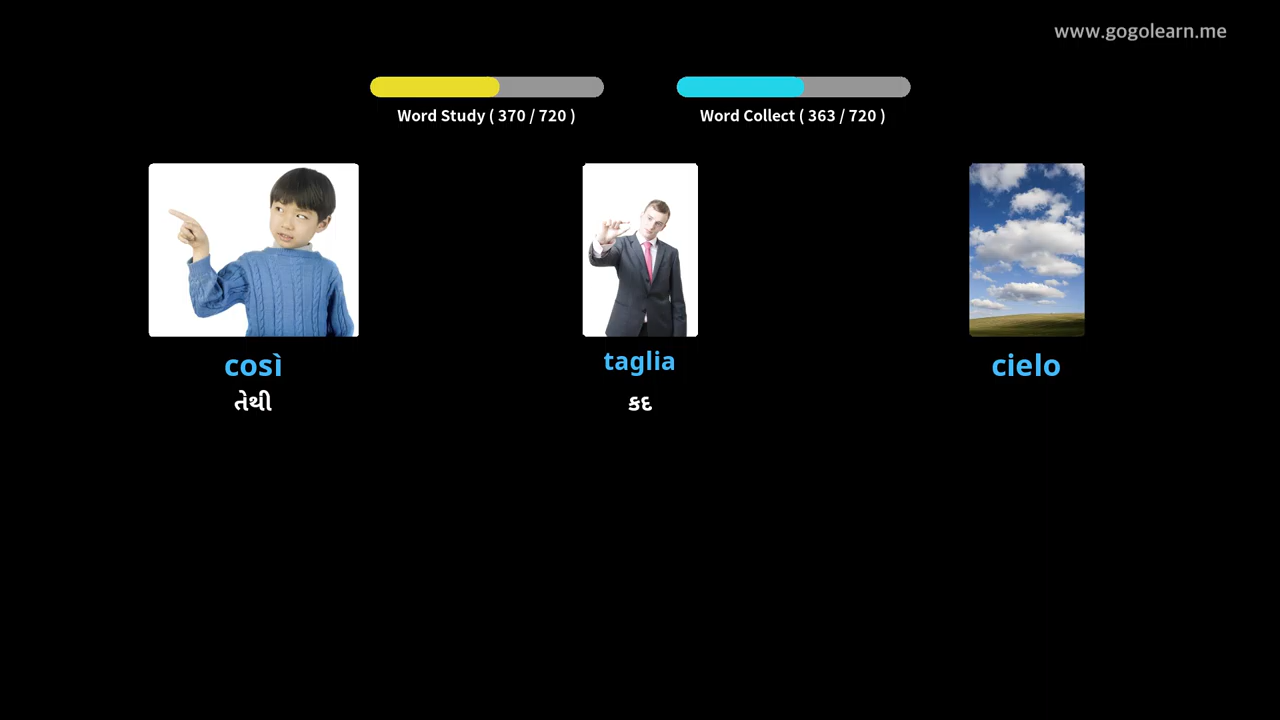 www.gogolearn.me
Word Study ( 370 / 720 )
Word Collect ( 363 / 720 )
così
taglia
cielo
તેથી
કદ